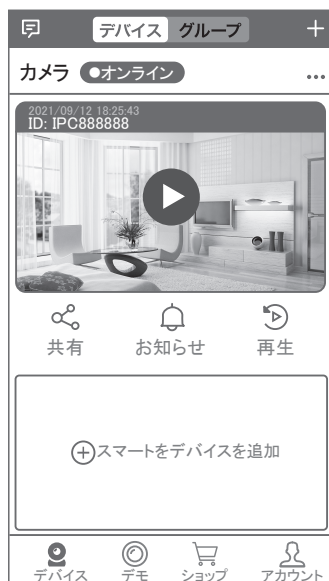 デバイス グループ
カメラ ●オンライン
2021/09/12 18:25:43
ID: IPC888888
共有 お知らせ 再生
スマートをデバイスを追加
デバイス デモ ショップ アカウント